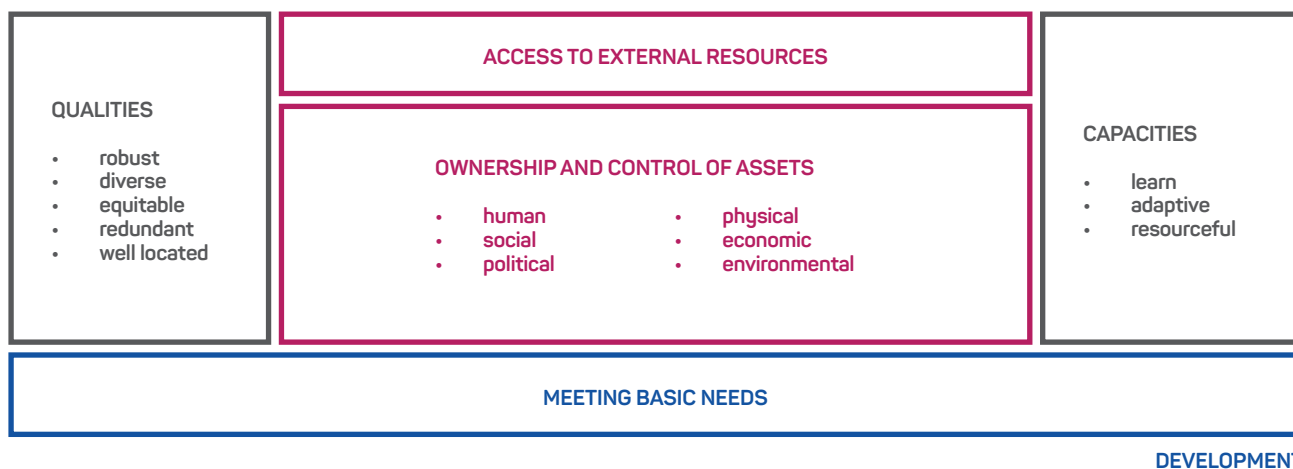 ACCESS TO EXTERNAL RESOURCES
QUALITIES
• robust
• diverse
• equitable
• redundant
• well located
OWNERSHIP AND CONTROL OF ASSETS
• human
• social
• political
• physical
• economic
• environmental
CAPACITIES
• learn
• adaptive
• resourceful
MEETING BASIC NEEDS
DEVELOPMENT